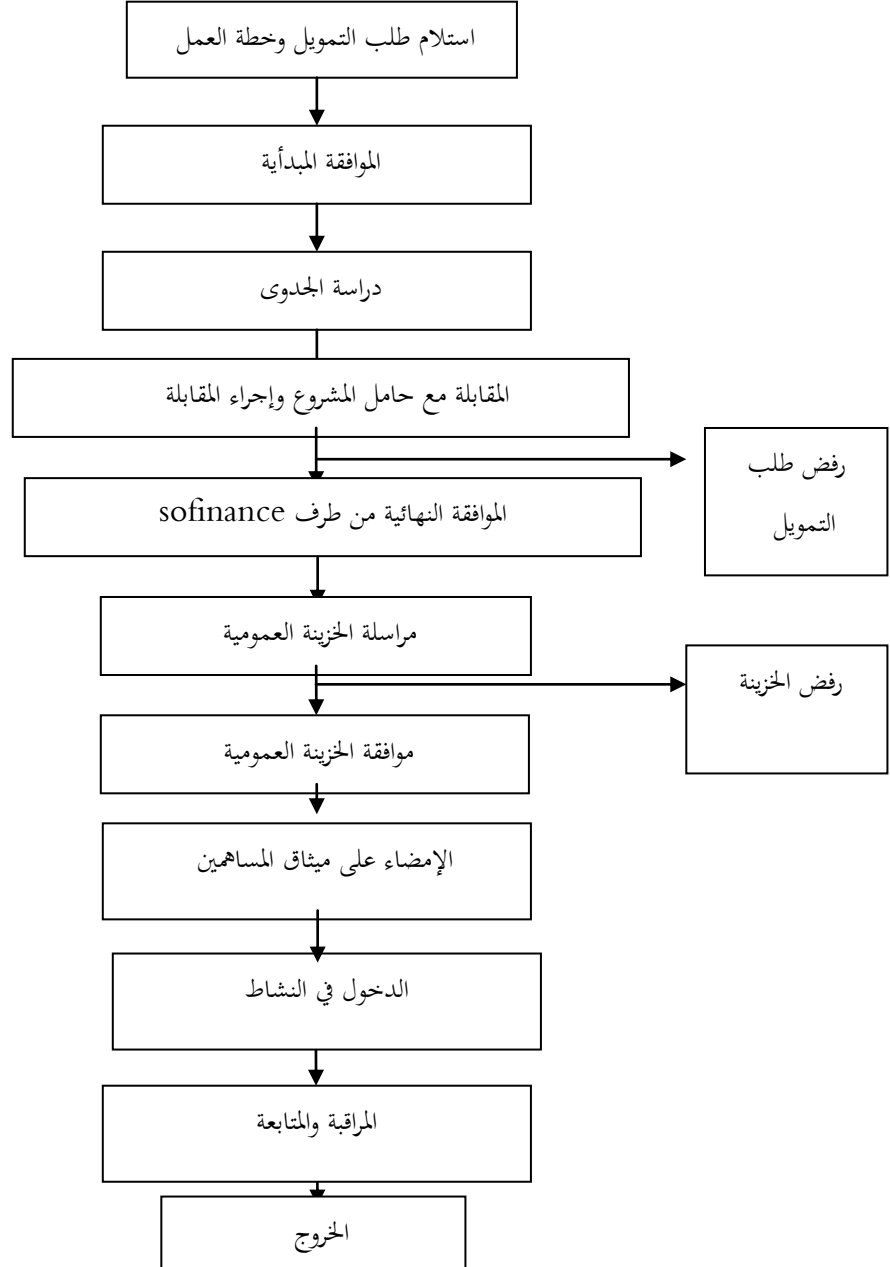 استلام طلب التمويل وخطة العمل
الموافقة المبدأية
دراسة الجدوى
المقابلة مع حامل المشروع وإجراء المقابلة
رفض طلب
التمويل
الموافقة النهائية من طرف sofinance
مراسلة الخزينة العمومية
رفض الخزينة
موافقة الخزينة العمومية
الإمضاء على ميثاق المساهمين
الدخول في النشاط
المراقبة والمتابعة
الخروج